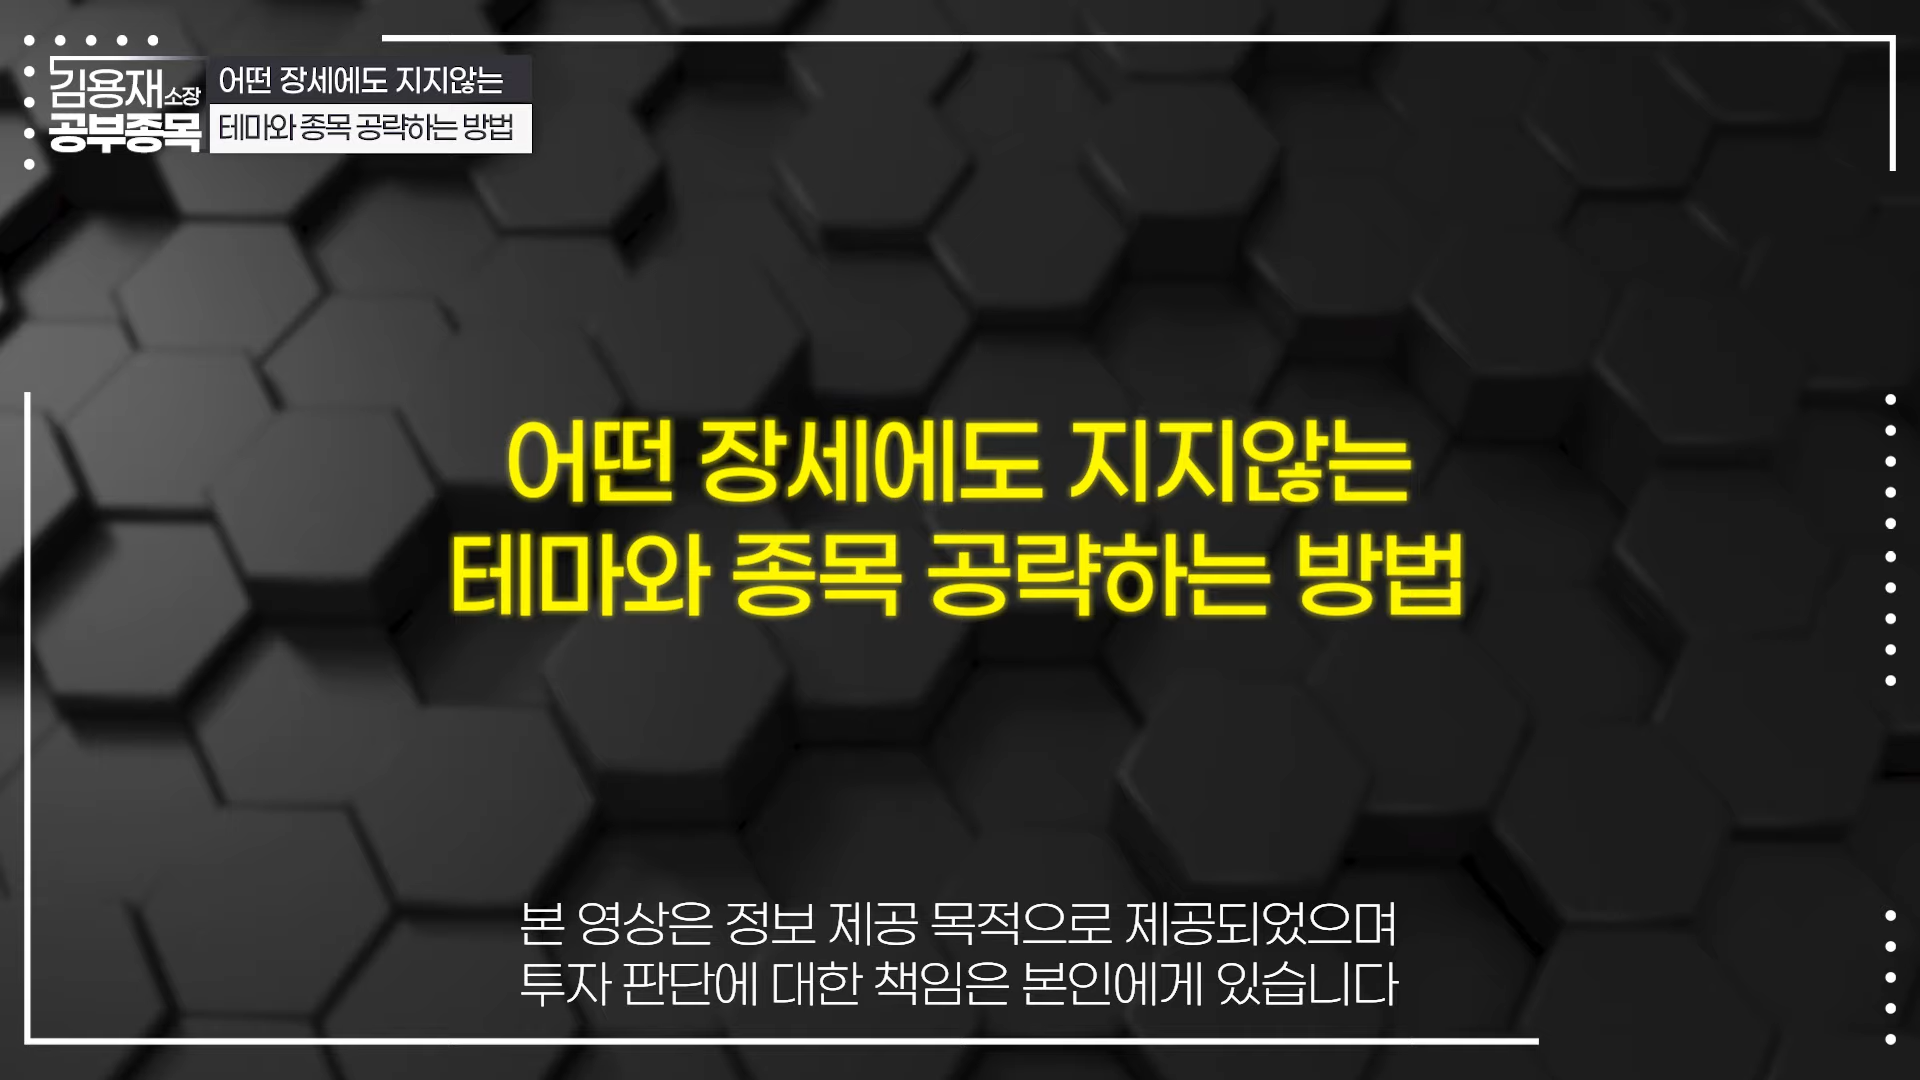 김용재 소장
공부종목
어떤 장세에도 지지않는
테마와 종목 공략하는 방법
어떤 장세에도 지지않는
테마와 종목 공략하는 방법
본 영상은 정보 제공 목적으로 제공되었으며
투자 판단에 대한 책임은 본인에게 있습니다